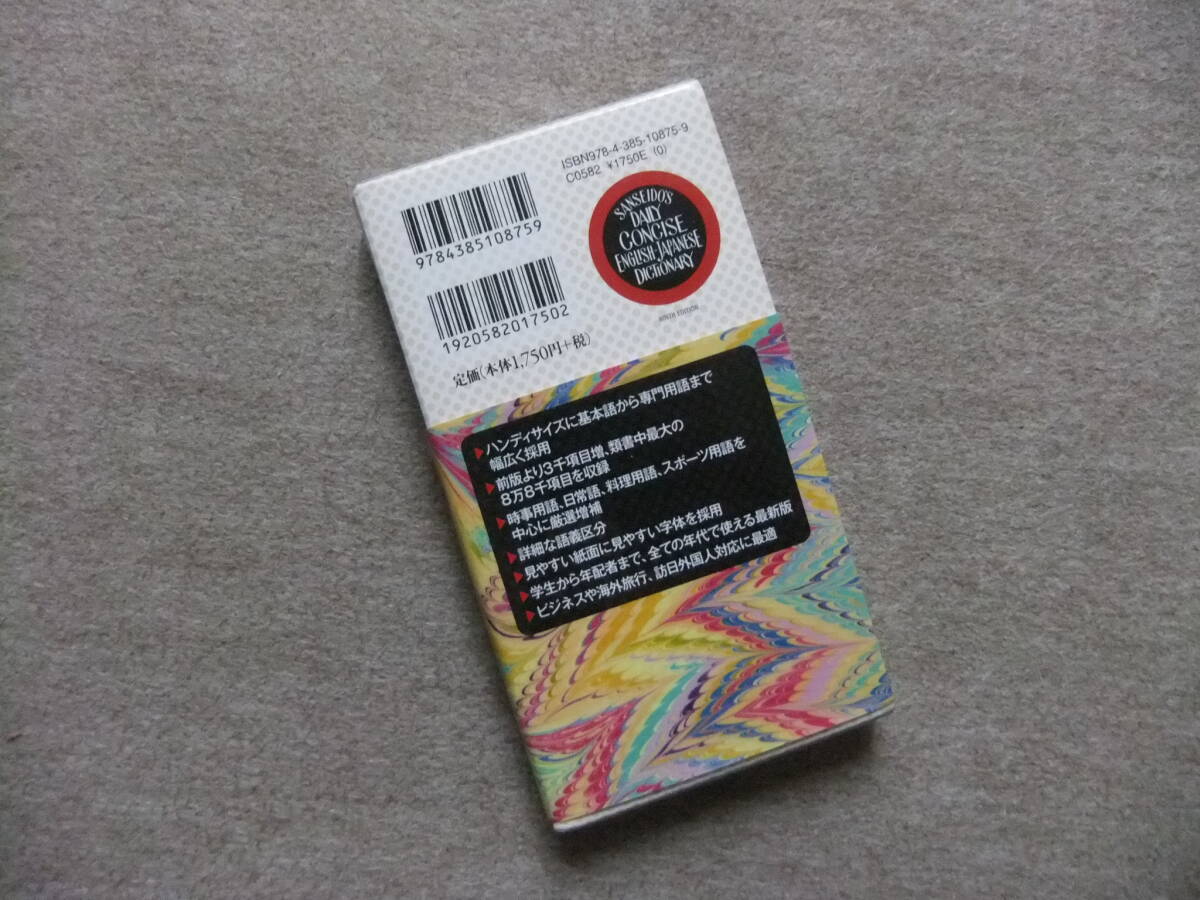 ISBN978-4-385-10875-9
C0582 ¥1750E (0)
9784385108759
1920582017502
定価(本体1,750円+税)
SANSEIDO'S
DAILY
CONCISE
ENGLISH-JAPANESE
DICTIONARY
NINTH EDITION
▶ハンディサイズに基本語から専門用語まで
幅広く採用
▶前版より3千項目増、類書中最大の
8万8千項目を収録
▶時事用語、日常語、料理用語、スポーツ用語を
中心に厳選増補
▶詳細な語義区分
▶見やすい紙面に見やすい字体を採用
▶学生から年配者まで、全ての年代で使える最新版
▶ビジネスや海外旅行、訪日外国人対応に最適